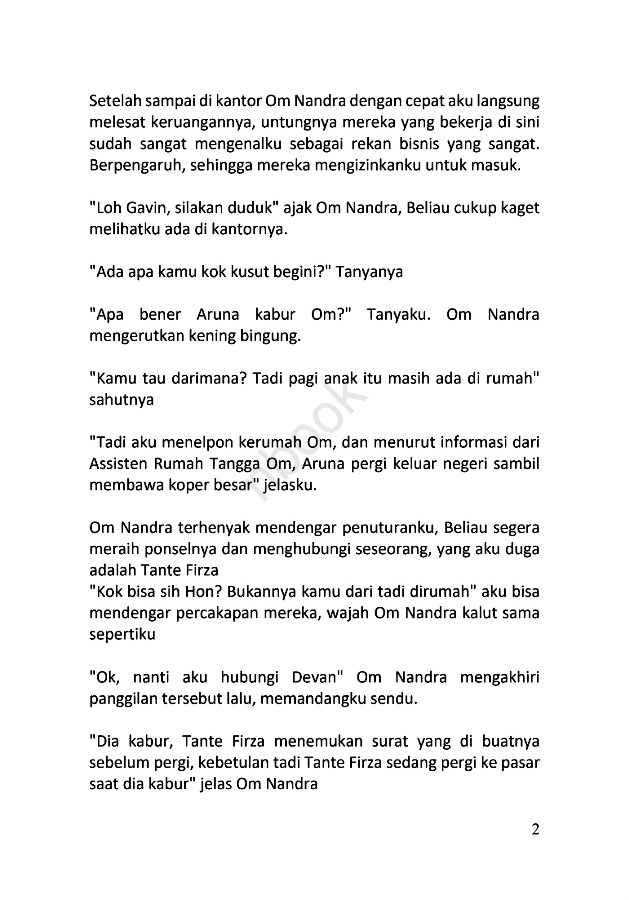 Setelah sampai di kantor Om Nandra dengan cepat aku langsung
melesat keruangannya, untungnya mereka yang bekerja di sini
sudah sangat mengenalku sebagai rekan bisnis yang sangat.
Berpengaruh, sehingga mereka mengizinkanku untuk masuk.
"Loh Gavin, silakan duduk" ajak Om Nandra, Beliau cukup kaget
melihatku ada di kantornya.
"Ada apa kamu kok kusut begini?" Tanyanya
"Apa bener Aruna kabur Om?" Tanyaku. Om Nandra
mengerutkan kening bingung.
"Kamu tau darimana? Tadi pagi anak itu masih ada di rumah"
sahutnya
"Tadi aku menelpon kerumah Om, dan menurut informasi dari
Assisten Rumah Tangga Om, Aruna pergi keluar negeri sambil
membawa koper besar" jelasku.
Om Nandra terhenyak mendengar penuturanku, Beliau segera
meraih ponselnya dan menghubungi seseorang, yang aku duga
adalah Tante Firza
"Kok bisa sih Hon? Bukannya kamu dari tadi dirumah" aku bisa
mendengar percakapan mereka, wajah Om Nandra kalut sama
sepertiku
"Ok, nanti aku hubungi Devan" Om Nandra mengakhiri
panggilan tersebut lalu, memandangku sendu.
"Dia kabur, Tante Firza menemukan surat yang di buatnya
sebelum pergi, kebetulan tadi Tante Firza sedang pergi ke pasar
saat dia kabur" jelas Om Nandra
2